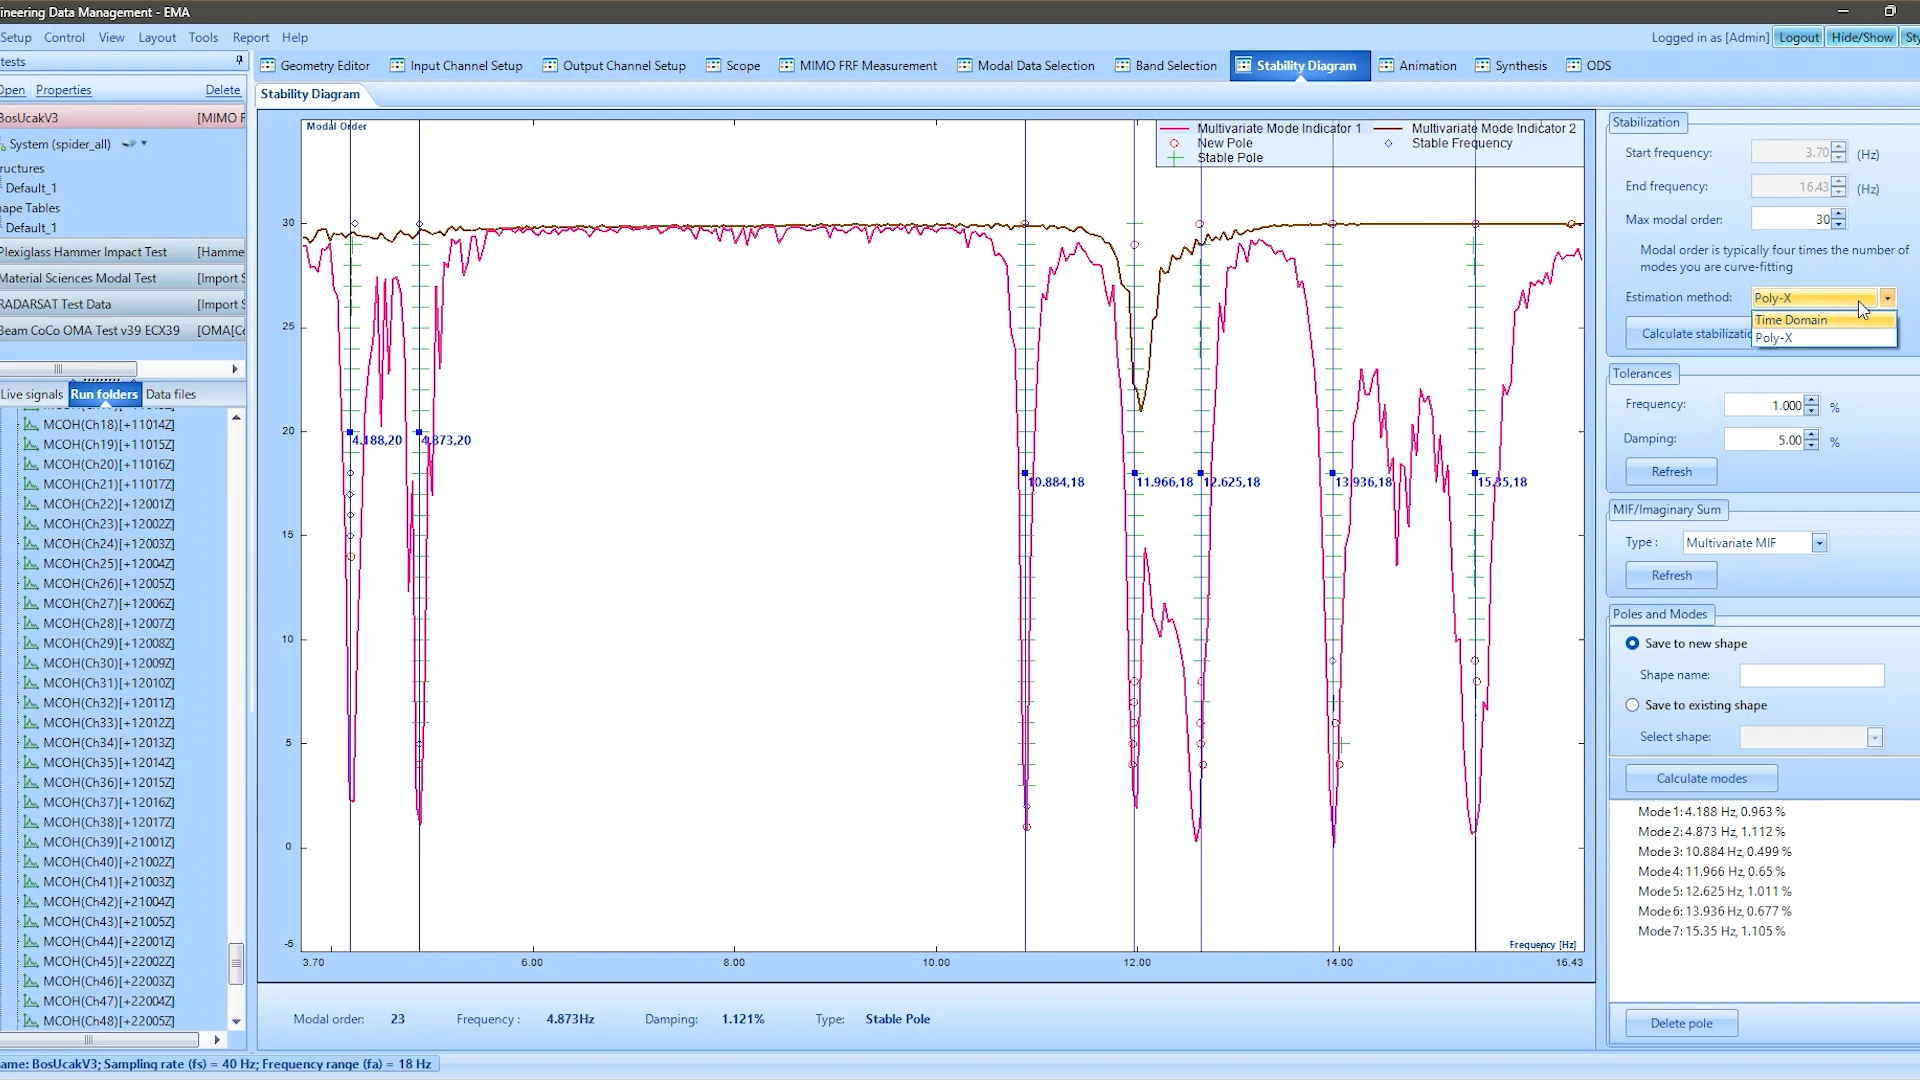 ineering Data Management - EMA
Setup Control View Layout Tools Report Help
Logged in as [Admin] Logout Hide/Show
tests
Open Properties Delete
BosUcakV3 [MIMO F
System (spider_all)
ructures
Default_1
ape Tables
Default_1
Plexiglass Hammer Impact Test [Hamme
Material Sciences Modal Test [Import S
RADARSAT Test Data [Import S
Beam CoCo OMA Test v39 ECX39 [OMA[Co
Live signals Run folders Data files
MCOH(Ch18)[+11014Z]
MCOH(Ch19)[+11015Z]
MCOH(Ch20)[+11016Z]
MCOH(Ch21)[+11017Z]
MCOH(Ch22)[+12001Z]
MCOH(Ch23)[+12002Z]
MCOH(Ch24)[+12003Z]
MCOH(Ch25)[+12004Z]
MCOH(Ch26)[+12005Z]
MCOH(Ch27)[+12006Z]
MCOH(Ch28)[+12007Z]
MCOH(Ch29)[+12008Z]
MCOH(Ch30)[+12009Z]
MCOH(Ch31)[+12010Z]
MCOH(Ch32)[+12011Z]
MCOH(Ch33)[+12012Z]
MCOH(Ch34)[+12013Z]
MCOH(Ch35)[+12014Z]
MCOH(Ch36)[+12015Z]
MCOH(Ch37)[+12016Z]
MCOH(Ch38)[+12017Z]
MCOH(Ch39)[+21001Z]
MCOH(Ch40)[+21002Z]
MCOH(Ch41)[+21003Z]
MCOH(Ch42)[+21004Z]
MCOH(Ch43)[+21005Z]
MCOH(Ch44)[+22001Z]
MCOH(Ch45)[+22002Z]
MCOH(Ch46)[+22003Z]
MCOH(Ch47)[+22004Z]
MCOH(Ch48)[+22005Z]
Geometry Editor Input Channel Setup Output Channel Setup Scope MIMO FRF Measurement Modal Data Selection Band Selection Stability Diagram Animation Synthesis ODS
Stability Diagram
Modal Order
Multivariate Mode Indicator 1 Multivariate Mode Indicator 2
New Pole Stable Frequency
Stable Pole
30
25
20
15
10
5
0
-5
4.188,20 4.873,20
10.884,18 11.966,18 12.625,18 13.936,18 15.35,18
Frequency [Hz]
3.70 6.00 8.00 10.00 12.00 14.00 16.43
Modal order: 23 Frequency : 4.873Hz Damping: 1.121% Type: Stable Pole
Stabilization
Start frequency: 3.70 (Hz)
End frequency: 16.43 (Hz)
Max modal order: 30
Modal order is typically four times the number of
modes you are curve-fitting
Estimation method: Poly-X
Time Domain
Calculate stabilizatio Poly-X
Tolerances
Frequency: 1.000 %
Damping: 5.00 %
Refresh
MIF/Imaginary Sum
Type : Multivariate MIF
Refresh
Poles and Modes
Save to new shape
Shape name:
Save to existing shape
Select shape:
Calculate modes
Mode 1: 4.188 Hz, 0.963 %
Mode 2: 4.873 Hz, 1.112 %
Mode 3: 10.884 Hz, 0.499 %
Mode 4: 11.966 Hz, 0.65 %
Mode 5: 12.625 Hz, 1.011 %
Mode 6: 13.936 Hz, 0.677 %
Mode 7: 15.35 Hz, 1.105 %
Delete pole
ame: BosUcakV3; Sampling rate (fs) = 40 Hz; Frequency range (fa) = 18 Hz